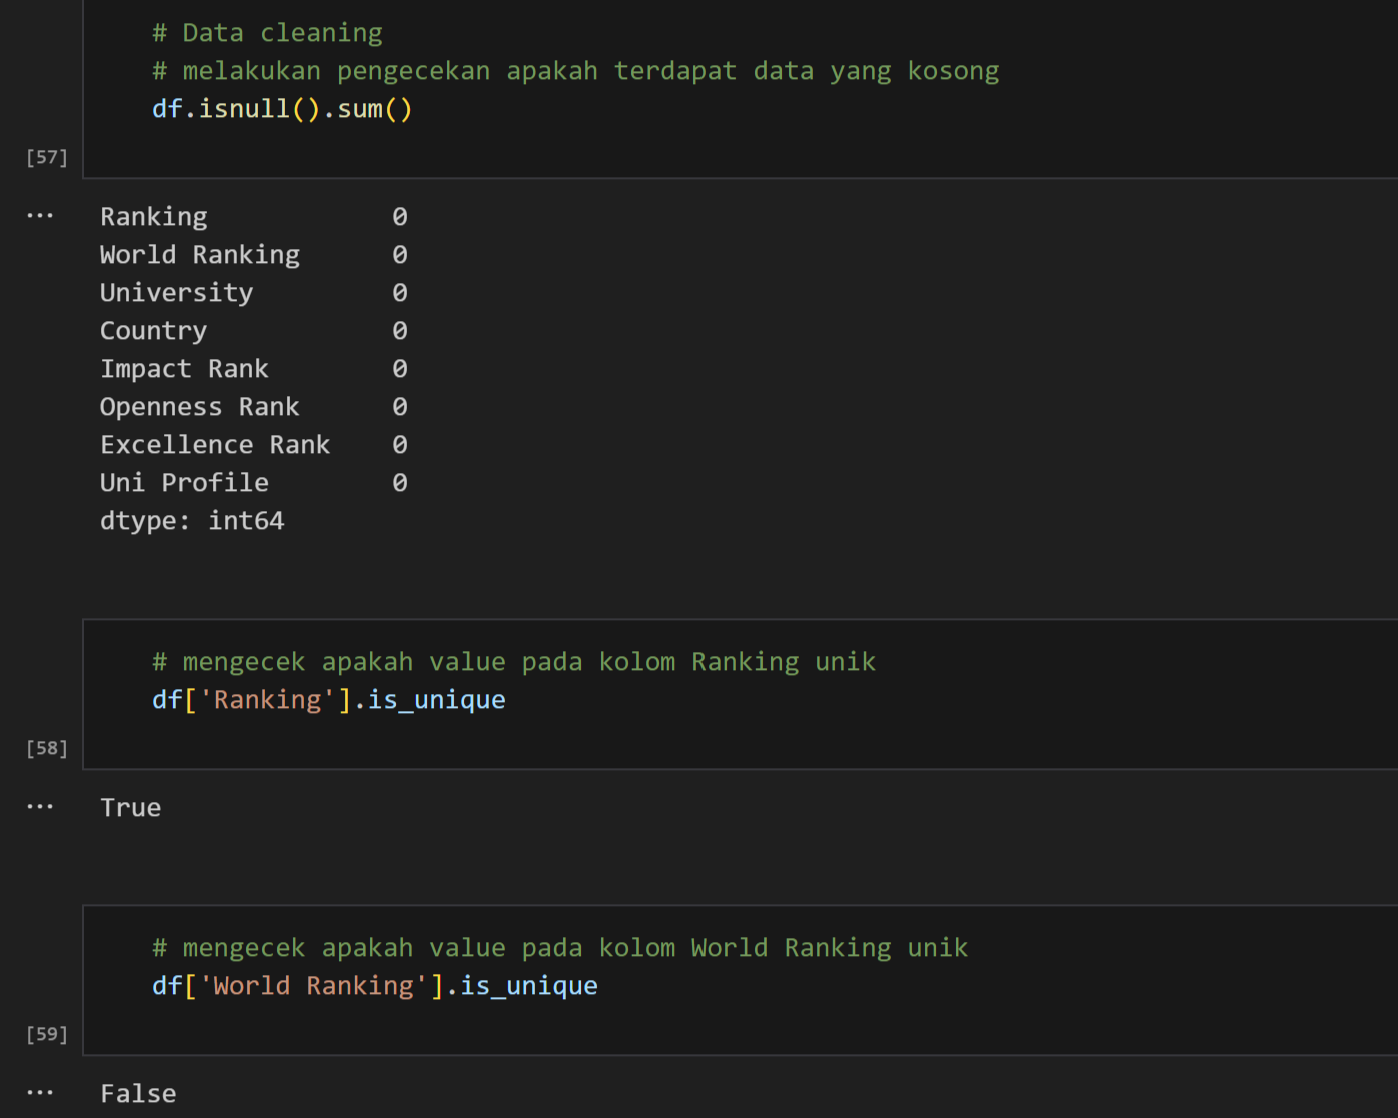 # Data cleaning
# melakukan pengecekan apakah terdapat data yang kosong
df.isnull().sum()
[57]
... Ranking 0
World Ranking 0
University 0
Country 0
Impact Rank 0
Openness Rank 0
Excellence Rank 0
Uni Profile 0
dtype: int64
# mengecek apakah value pada kolom Ranking unik
df['Ranking'].is_unique
[58]
... True
# mengecek apakah value pada kolom World Ranking unik
df['World Ranking'].is_unique
[59]
... False